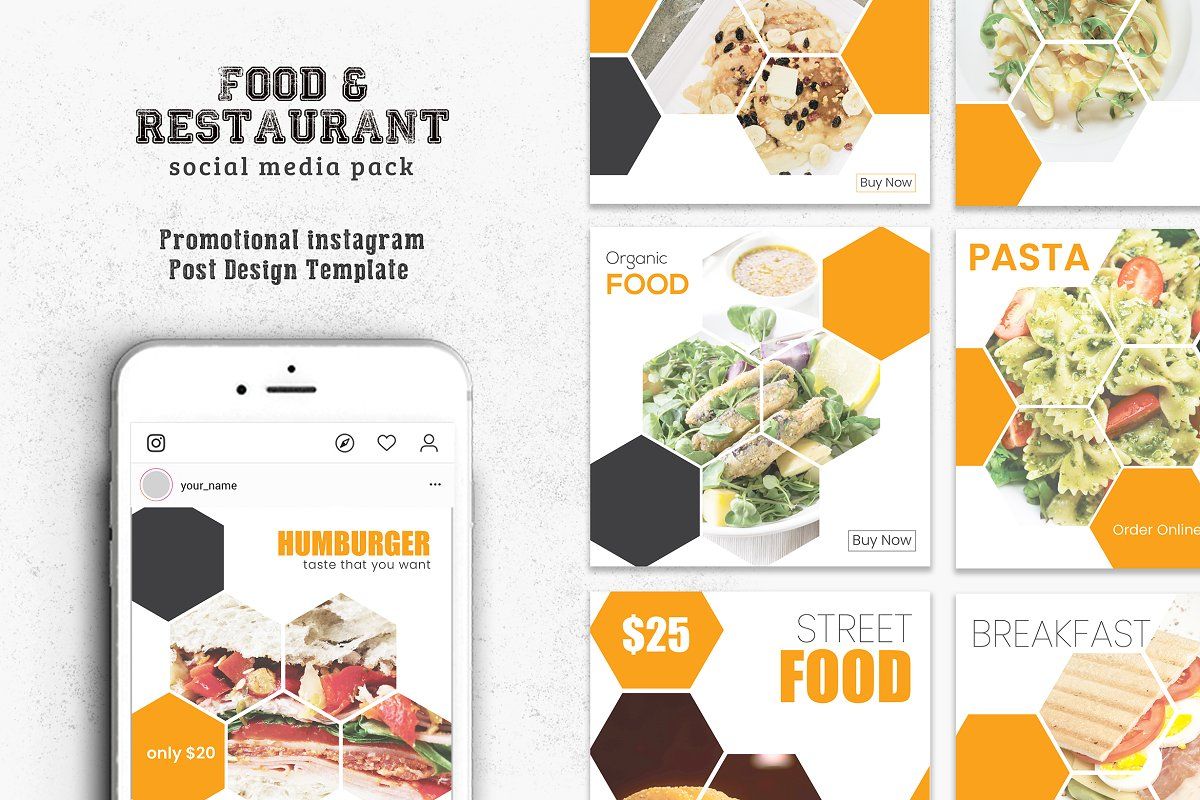 FOOD &
RESTAURANT
social media pack
Promotional instagram
Post Design Template
your_name
HUMBURGER
taste that you want
only $20
Buy Now
Organic
FOOD
Buy Now
PASTA
Order Online
$25
STREET
FOOD
BREAKFAST